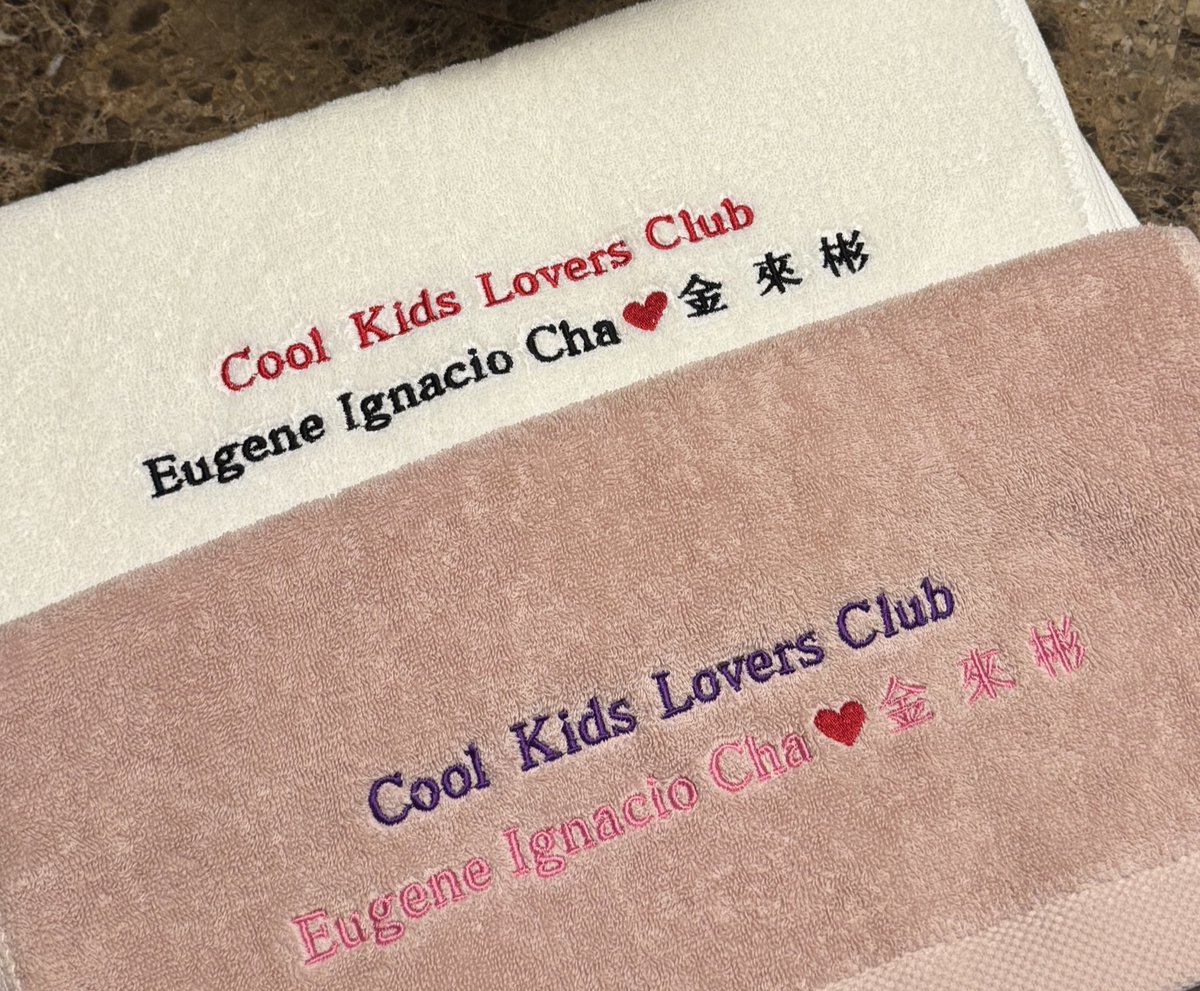 Cool Kids Lovers Club
Eugene Ignacio Cha❤金來彬
Cool Kids Lovers Club
Eugene Ignacio Cha❤金來彬